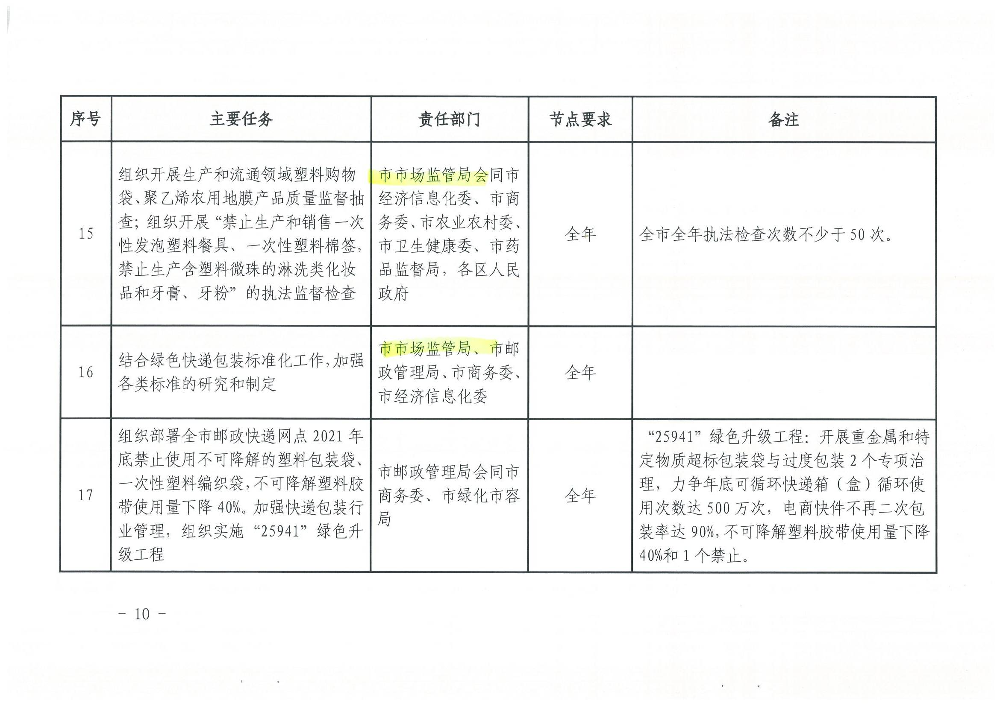 序号
主要任务
责任部门
节点要求
备注
15
组织开展生产和流通领域塑料购物
袋、聚乙烯农用地膜产品质量监督抽
查；组织开展“禁止生产和销售一次
性发泡塑料餐具、一次性塑料棉签，
禁止生产含塑料微珠的淋洗类化妆
品和牙膏、牙粉”的执法监督检查
市市场监管局会同市
经济信息化委、市商
务委、市农业农村委、
市卫生健康委、市药
品监督局，各区人民
政府
全年
全市全年执法检查次数不少于 50 次。
16
结合绿色快递包装标准化工作，加强
各类标准的研究和制定
市市场监管局、市邮
政管理局、市商务委、
市经济信息化委
全年
17
组织部署全市邮政快递网点 2021 年
底禁止使用不可降解的塑料包装袋、
一次性塑料编织袋，不可降解塑料胶
带使用量下降 40%。加强快递包装行
业管理，组织实施“25941”绿色升
级工程
市邮政管理局会同市
商务委、市绿化市容
局
全年
“25941”绿色升级工程：开展重金属和特
定物质超标包装袋与过度包装 2 个专项治
理，力争年底可循环快递箱（盒）循环使
用次数达 500 万次，电商快件不再二次包
装率达 90%，不可降解塑料胶带使用量下降
40%和 1 个禁止。
- 10 -